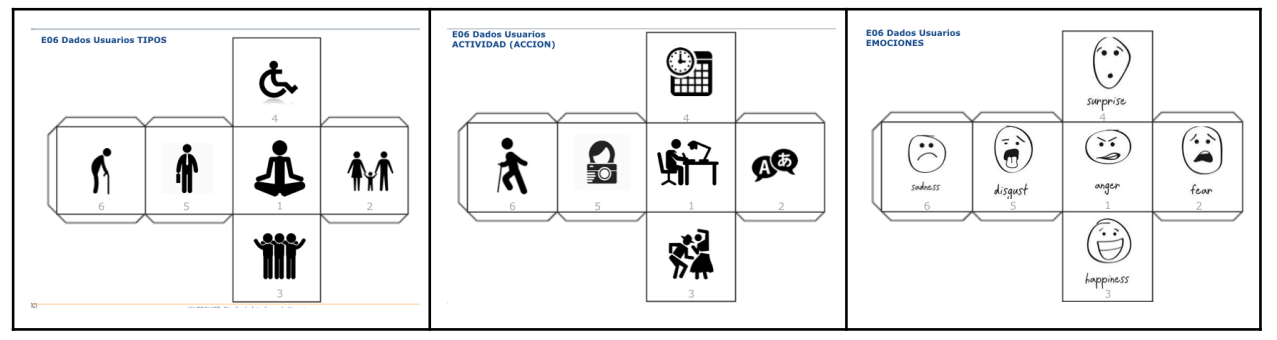 E06 Dados Usuarios TIPOS
4
6
5
1
2
3
E06 Dados Usuarios
ACTIVIDAD (ACCION)
4
A あ
6
5
1
2
3
E06 Dados Usuarios
EMOCIONES
surprise
4
sadness
disgust
anger
fear
6
5
1
2
happiness
3